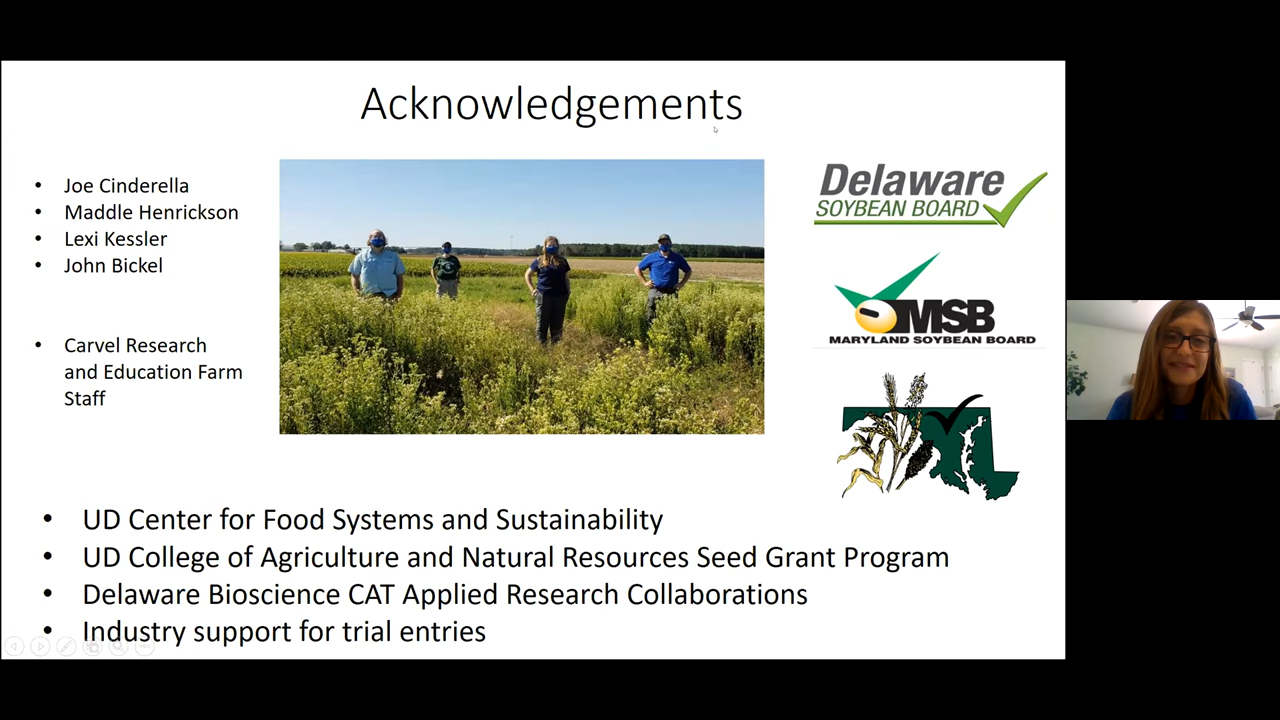 Acknowledgements
Joe Cinderella
Maddle Henrickson
Lexi Kessler
John Bickel
Carvel Research
and Education Farm
Staff
Delaware
SOYBEAN BOARD
MSB
MARYLAND SOYBEAN BOARD
UD Center for Food Systems and Sustainability
UD College of Agriculture and Natural Resources Seed Grant Program
Delaware Bioscience CAT Applied Research Collaborations
Industry support for trial entries